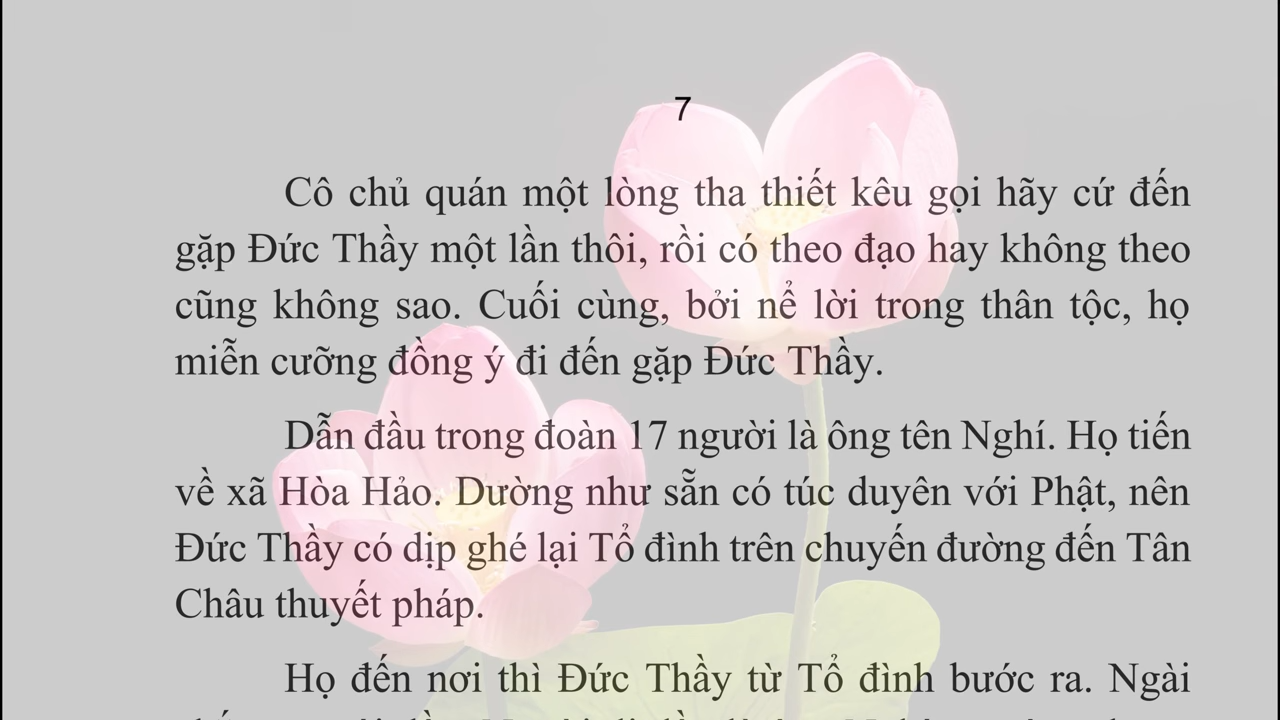 7
Cô chủ quán một lòng tha thiết kêu gọi hãy cứ đến
gặp Đức Thầy một lần thôi, rồi có theo đạo hay không theo
cũng không sao. Cuối cùng, bởi nể lời trong thân tộc, họ
miễn cưỡng đồng ý đi đến gặp Đức Thầy.
Dẫn đầu trong đoàn 17 người là ông tên Nghí. Họ tiến
về xã Hòa Hảo. Dường như sẵn có túc duyên với Phật, nên
Đức Thầy có dịp ghé lại Tổ đình trên chuyến đường đến Tân
Châu thuyết pháp.
Họ đến nơi thì Đức Thầy từ Tổ đình bước ra. Ngài